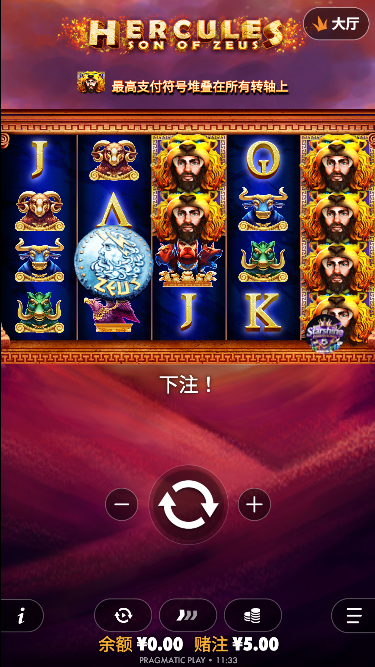 HERCULES
SON OF ZEUS
大厅
最高支付符号堆叠在所有转轴上
J
Q
A
ZEUS
J
K
Starshine
下注！
余额 ¥0.00 赌注 ¥5.00
PRAGMATIC PLAY • 11:33